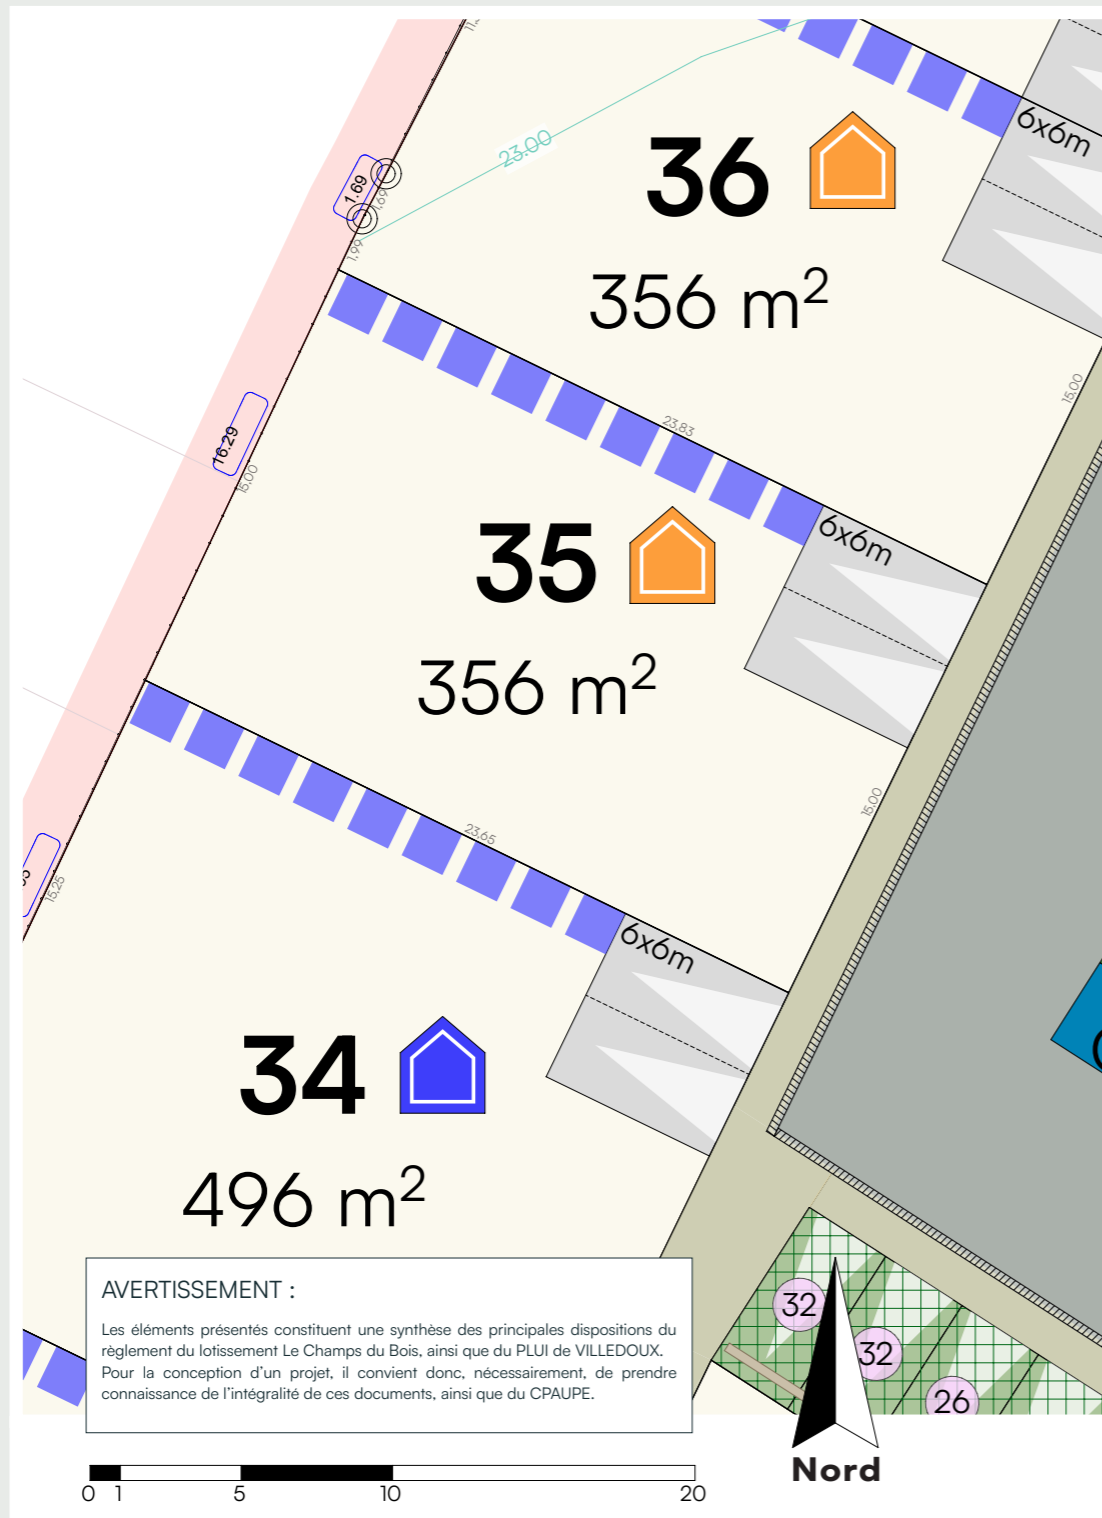 6x6m
23.00
36
1.69
1.69
1,99
356 m²
15,00
23,83
16.29
15,00
6x6m
35
356 m²
15,00
23,65
15,25
6x6m
34
496 m²
AVERTISSEMENT :
Les éléments présentés constituent une synthèse des principales dispositions du
règlement du lotissement Le Champs du Bois, ainsi que du PLUI de VILLEDOUX.
Pour la conception d'un projet, il convient donc, nécessairement, de prendre
connaissance de l'intégralité de ces documents, ainsi que du CPAUPE.
32
32
26
Nord
0 1 5 10 20